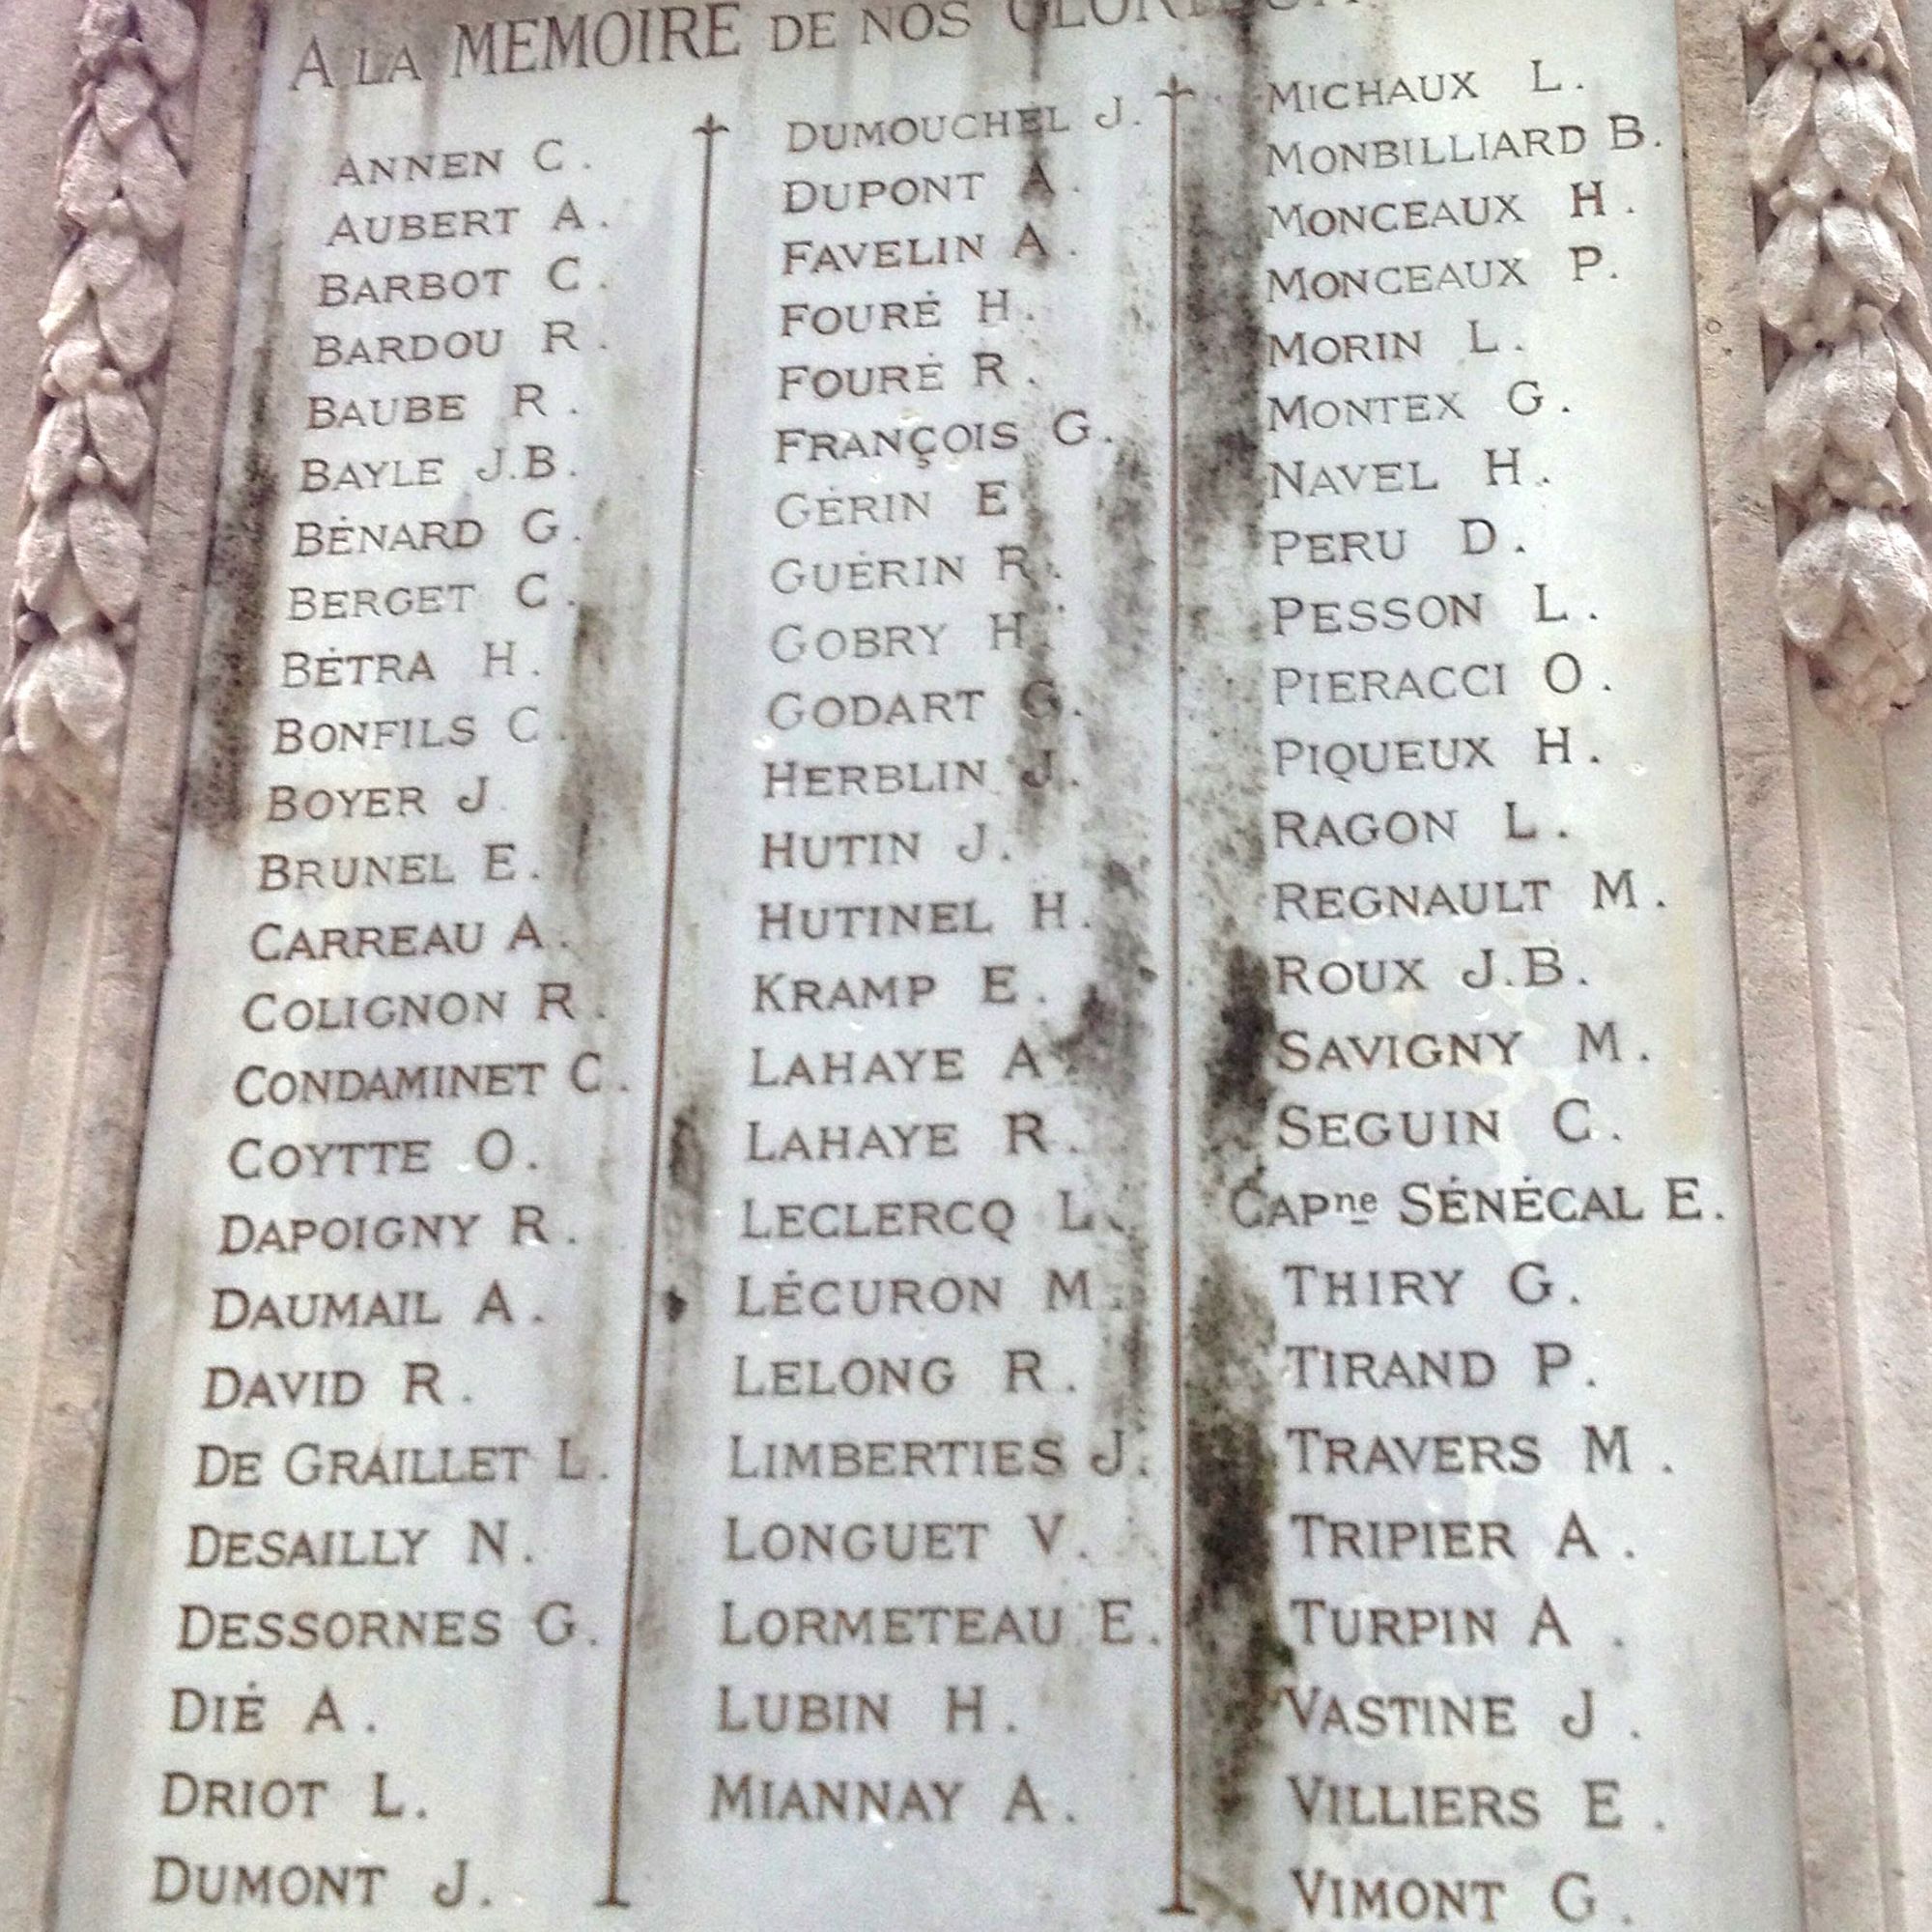 A LA MEMOIRE DE NOS
ANNEN C.
AUBERT A.
BARBOT C.
BARDOU R.
BAUBE R.
BAYLE J.B.
BÉNARD G.
BERGET C.
BÉTRA H.
BONFILS C.
BOYER J.
BRUNEL E.
CARREAU A.
COLIGNON R.
CONDAMINET C.
COYTTE O.
DAPOIGNY R.
DAUMAIL A.
DAVID R.
DE GRAILLET L.
DESAILLY N.
DESSORNES G.
DIÉ A.
DRIOT L.
DUMONT J.
DUMOUCHEL J.
DUPONT A.
FAVELIN A.
FOURÉ H.
FOURÉ R.
FRANÇOIS G.
GÉRIN E
GUÉRIN R.
GOBRY H
GODART G.
HERBLIN J.
HUTIN J.
HUTINEL H.
KRAMP E.
LAHAYE A
LAHAYE R.
LECLERCQ L.
LÉCURON M.
LELONG R.
LIMBERTIES J.
LONGUET V.
LORMETEAU E.
LUBIN H.
MIANNAY A.
MICHAUX L.
MONBILLIARD B.
MONCEAUX H.
MONCEAUX P.
MORIN L.
MONTEX G.
NAVEL H.
PERU D.
PESSON L.
PIERACCI O.
PIQUEUX H.
RAGON L.
REGNAULT M.
ROUX J.B.
SAVIGNY M.
SEGUIN C.
CAPne SÉNÉCAL E.
THIRY G.
TIRAND P.
TRAVERS M.
TRIPIER A.
TURPIN A.
VASTINE J.
VILLIERS E.
VIMONT G.